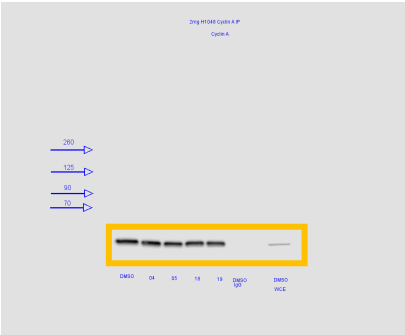 2mg H1048 Cyclin A IP
Cyclin A
260
125
90
70
DMSO 04 05 18 19 DMSO IgG DMSO WCE